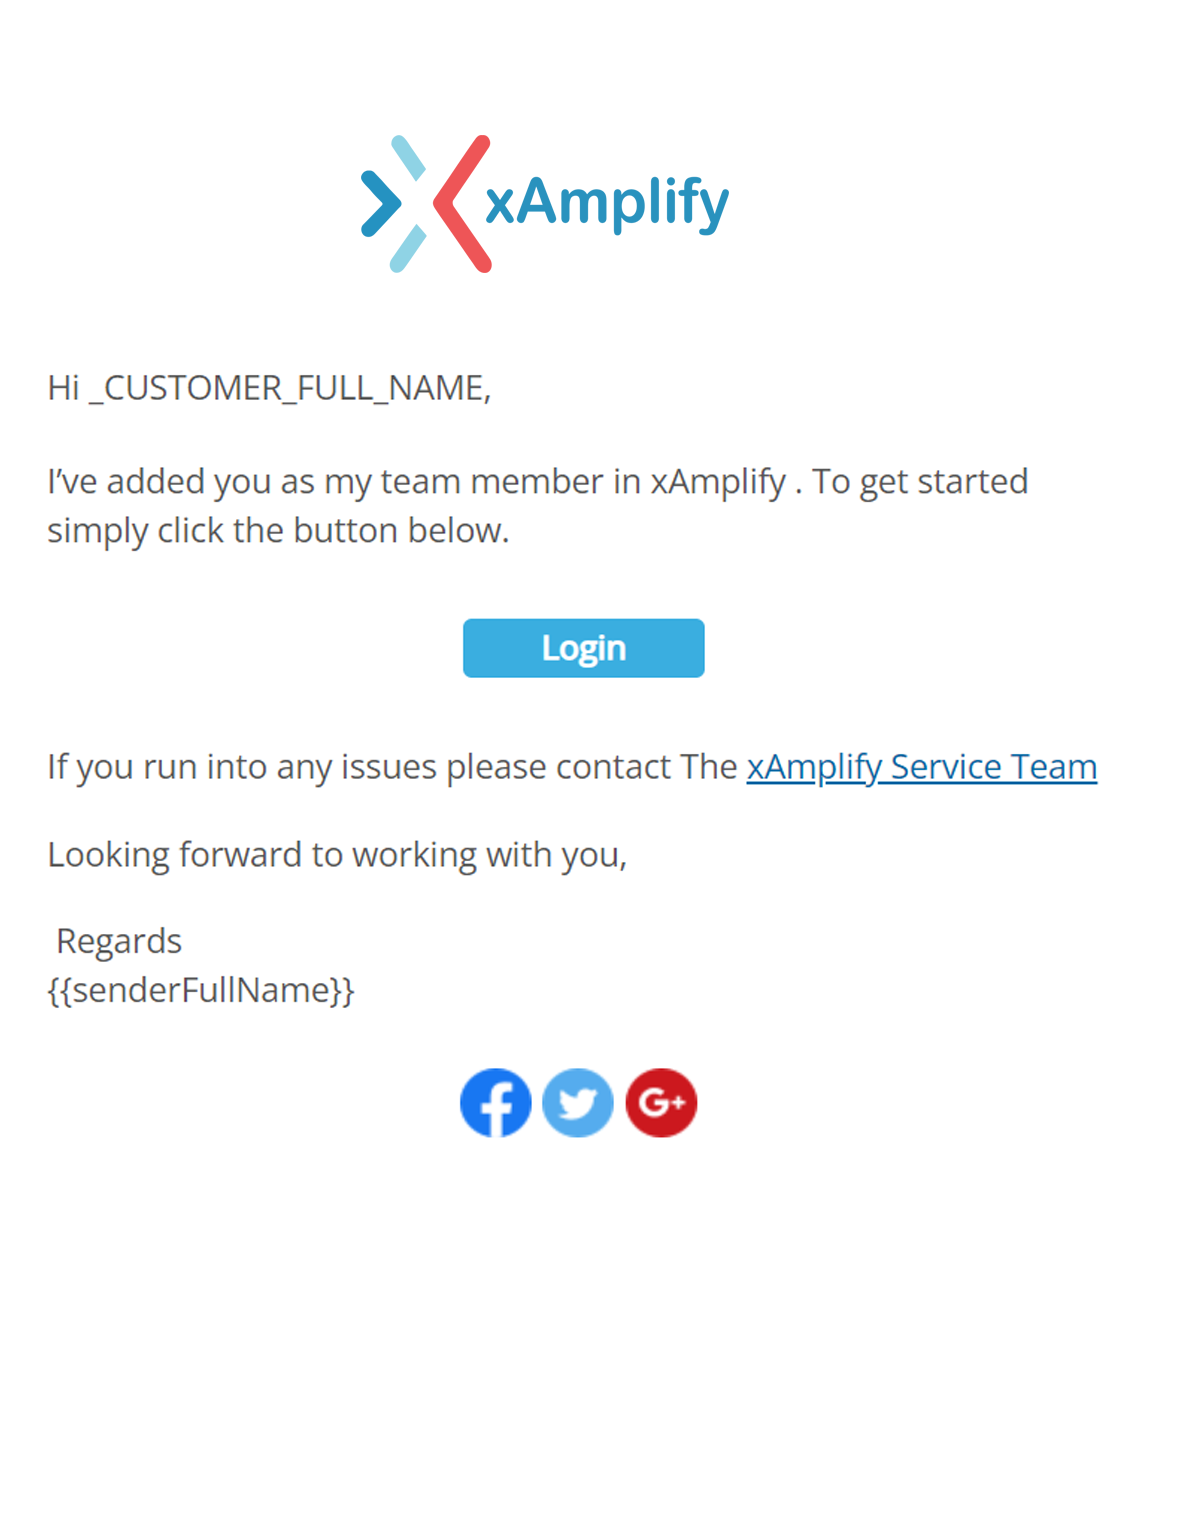 xAmplify
Hi _CUSTOMER_FULL_NAME,
I’ve added you as my team member in xAmplify . To get started
simply click the button below.
Login
If you run into any issues please contact The xAmplify Service Team
Looking forward to working with you,
Regards
{{senderFullName}}
G+